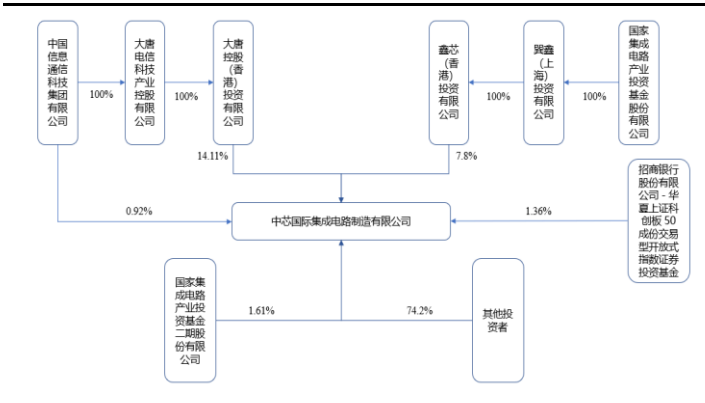 中国
信息
通信
科技
集团
有限
公司
100%
大唐
电信
科技
产业
控股
有限
公司
100%
大唐
控股
（香
港）
投资
有限
公司
鑫芯
（香
港）
投资
有限
公司
100%
巽鑫
（上
海）
投资
有限
公司
100%
国家
集成
电路
产业
投资
基金
股份
有限
公司
14.11%
7.8%
0.92%
中芯国际集成电路制造有限公司
1.36%
招商银行
股份有限
公司－华
夏上证科
创板 50
成份交易
型开放式
指数证券
投资基金
国家集
成电路
产业投
资基金
二期股
份有限
公司
1.61%
74.2%
其他投
资者